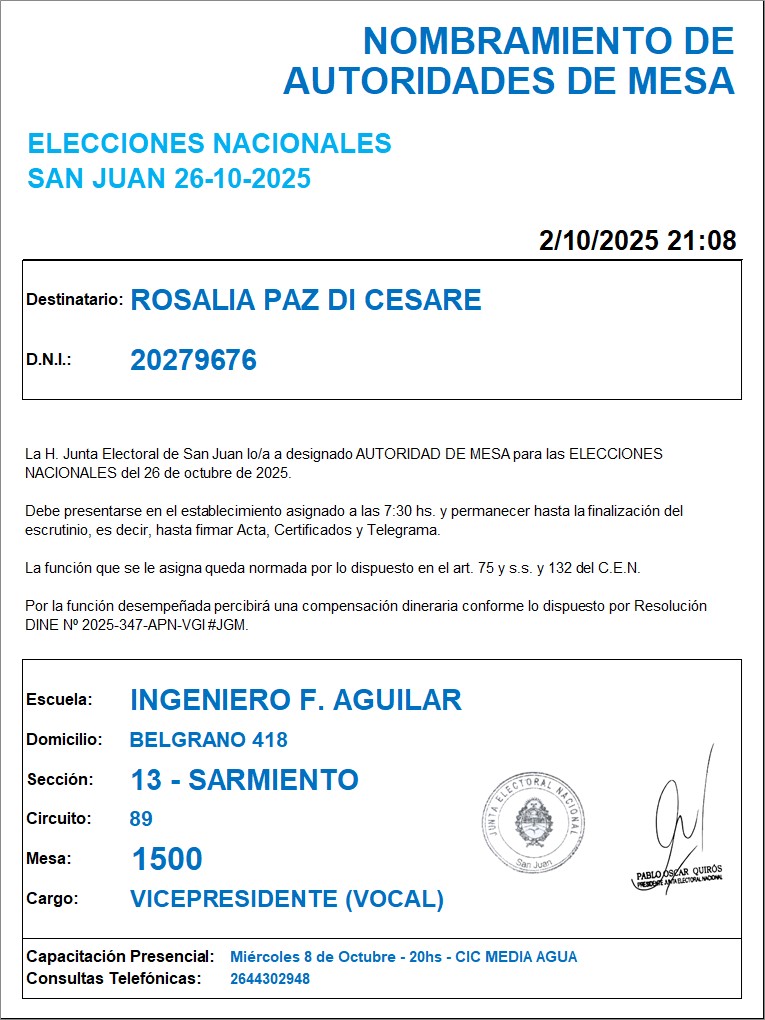 NOMBRAMIENTO DE
AUTORIDADES DE MESA
ELECCIONES NACIONALES
SAN JUAN 26-10-2025
2/10/2025 21:08
Destinatario: ROSALIA PAZ DI CESARE
D.N.I.: 20279676
La H. Junta Electoral de San Juan lo/a a designado AUTORIDAD DE MESA para las ELECCIONES
NACIONALES del 26 de octubre de 2025.
Debe presentarse en el establecimiento asignado a las 7:30 hs. y permanecer hasta la finalización del
escrutinio, es decir, hasta firmar Acta, Certificados y Telegrama.
La función que se le asigna queda normada por lo dispuesto en el art. 75 y s.s. y 132 del C.E.N.
Por la función desempeñada percibirá una compensación dineraria conforme lo dispuesto por Resolución
DINE Nº 2025-347-APN-VGI#JGM.
Escuela: INGENIERO F. AGUILAR
Domicilio: BELGRANO 418
Sección: 13 - SARMIENTO
Circuito: 89
Mesa: 1500
Cargo: VICEPRESIDENTE (VOCAL)
JUNTA ELECTORAL NACIONAL
San Juan
PABLO OSCAR QUIRÓS
PRESIDENTE JUNTA ELECTORAL NACIONAL
Capacitación Presencial: Miércoles 8 de Octubre - 20hs - CIC MEDIA AGUA
Consultas Telefónicas: 2644302948